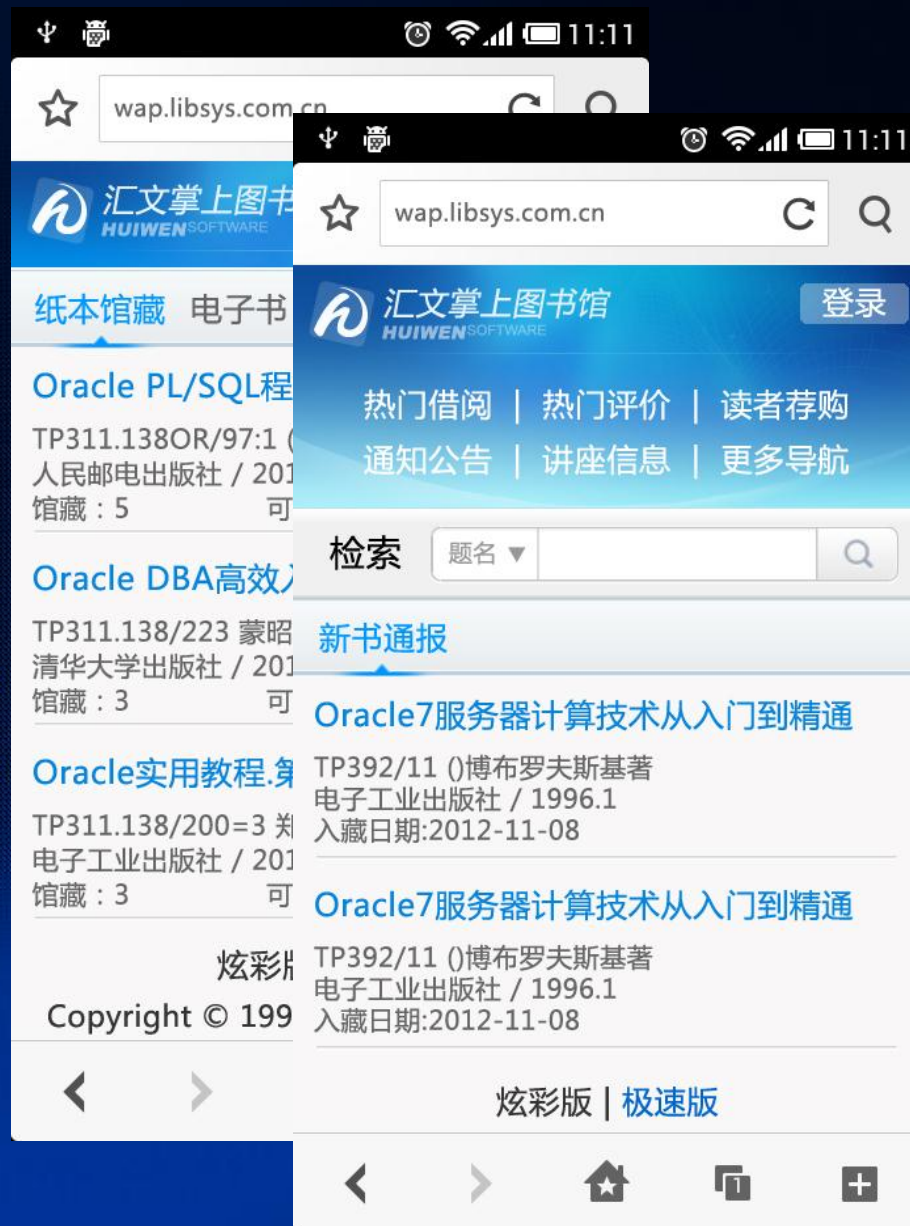 11:11
wap.libsys.com.cn
汇文掌上图书
HUIWENSOFTWARE
纸本馆藏 电子书
Oracle PL/SQL程
TP311.138OR/97:1 (
人民邮电出版社 / 201
馆藏：5 可
Oracle DBA高效
TP311.138/223 蒙昭
清华大学出版社 / 201
馆藏：3 可
Oracle实用教程.第
TP311.138/200=3 郑
电子工业出版社 / 201
馆藏：3 可
炫彩版
Copyright © 199
11:11
wap.libsys.com.cn
汇文掌上图书馆
HUIWENSOFTWARE
登录
热门借阅 | 热门评价 | 读者荐购
通知公告 | 讲座信息 | 更多导航
检索 题名 ▼
新书通报
Oracle7服务器计算技术从入门到精通
TP392/11 ()博布罗夫斯基著
电子工业出版社 / 1996.1
入藏日期:2012-11-08
Oracle7服务器计算技术从入门到精通
TP392/11 ()博布罗夫斯基著
电子工业出版社 / 1996.1
入藏日期:2012-11-08
炫彩版 | 极速版
1